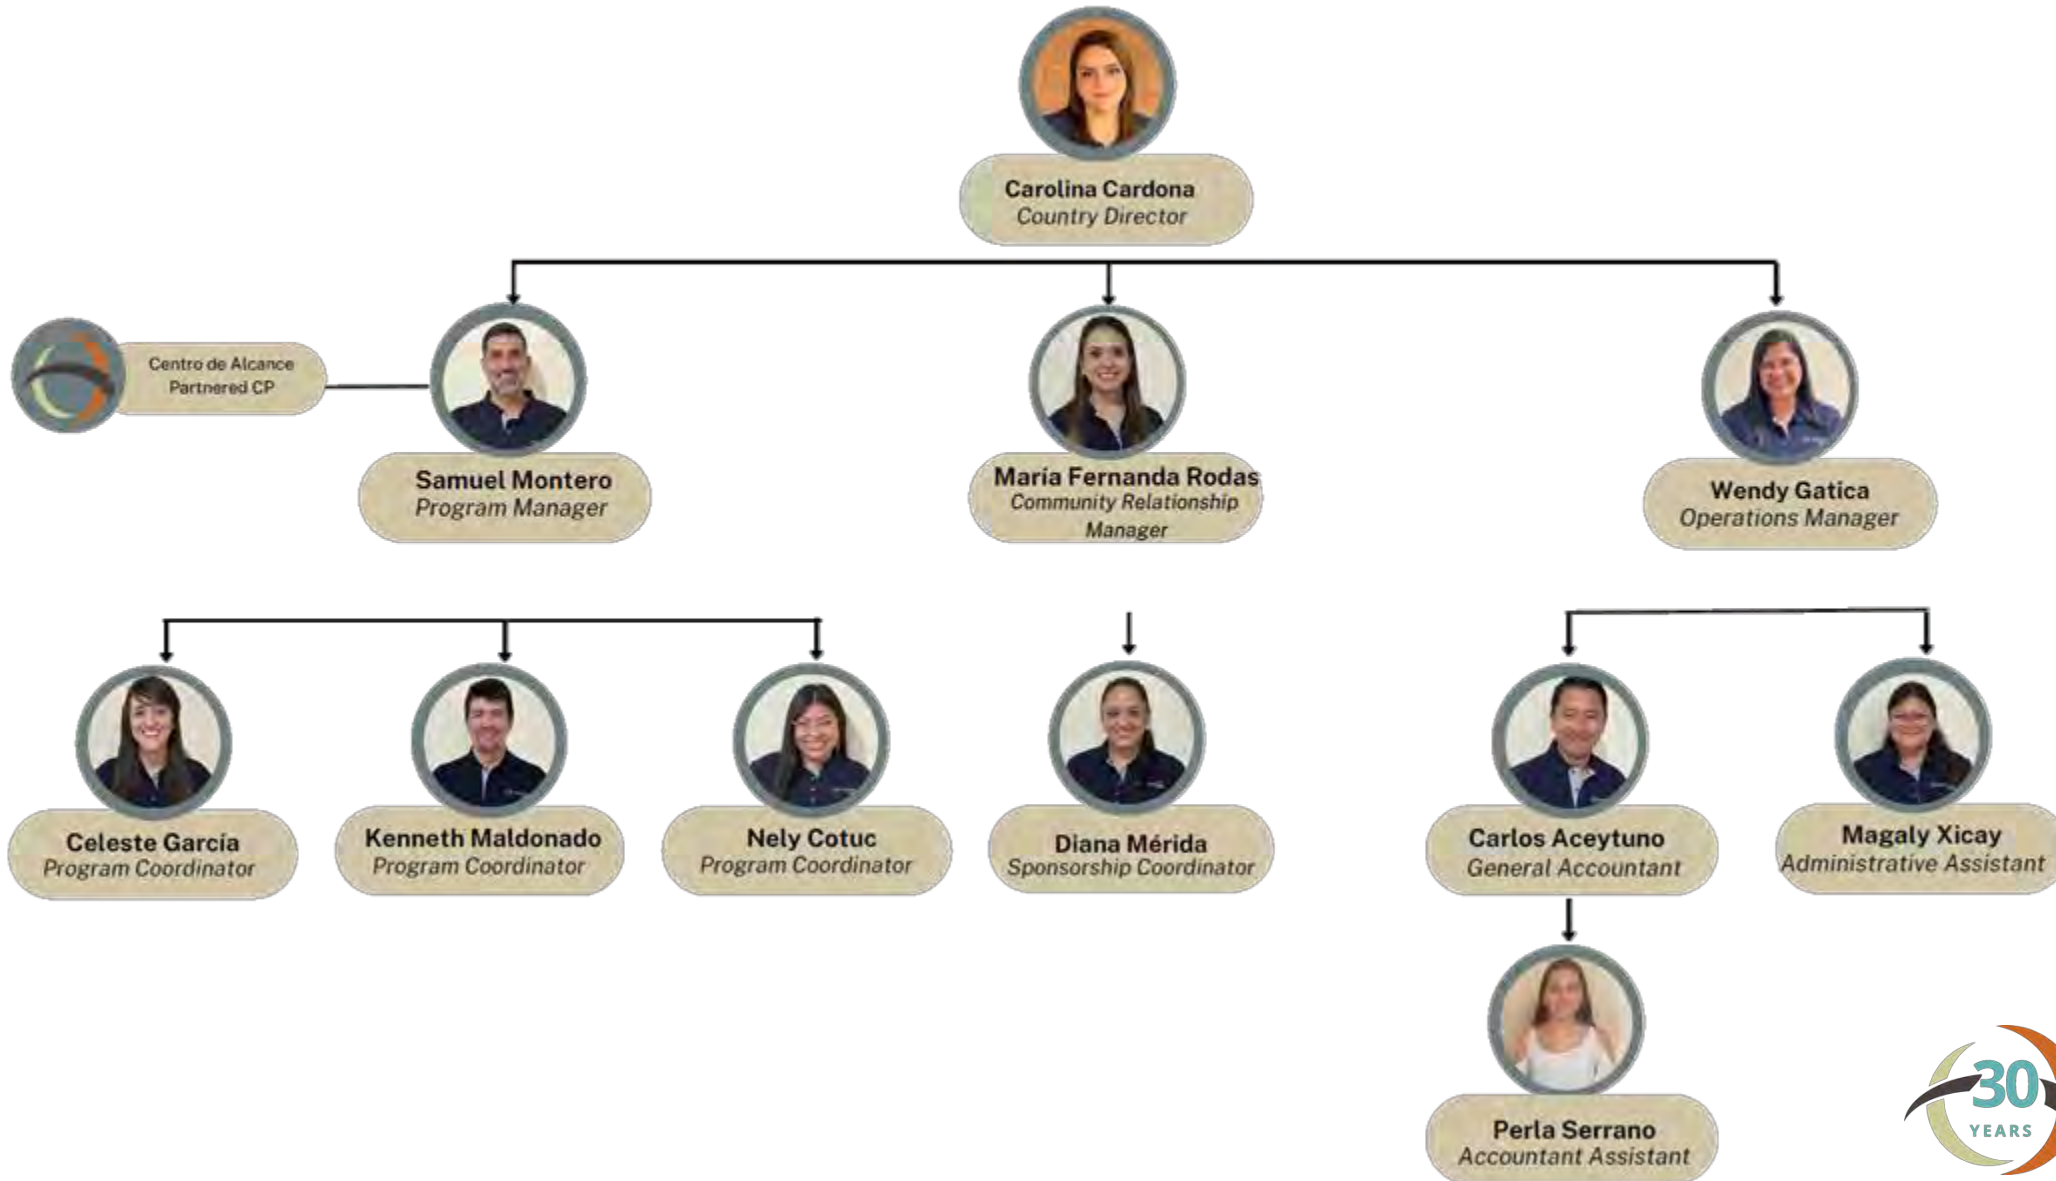 Carolina Cardona
Country Director
Centro de Alcance
Partnered CP
Samuel Montero
Program Manager
María Fernanda Rodas
Community Relationship
Manager
Wendy Gatica
Operations Manager
Celeste García
Program Coordinator
Kenneth Maldonado
Program Coordinator
Nely Cotuc
Program Coordinator
Diana Mérida
Sponsorship Coordinator
Carlos Aceytuno
General Accountant
Magaly Xicay
Administrative Assistant
Perla Serrano
Accountant Assistant
30
YEARS